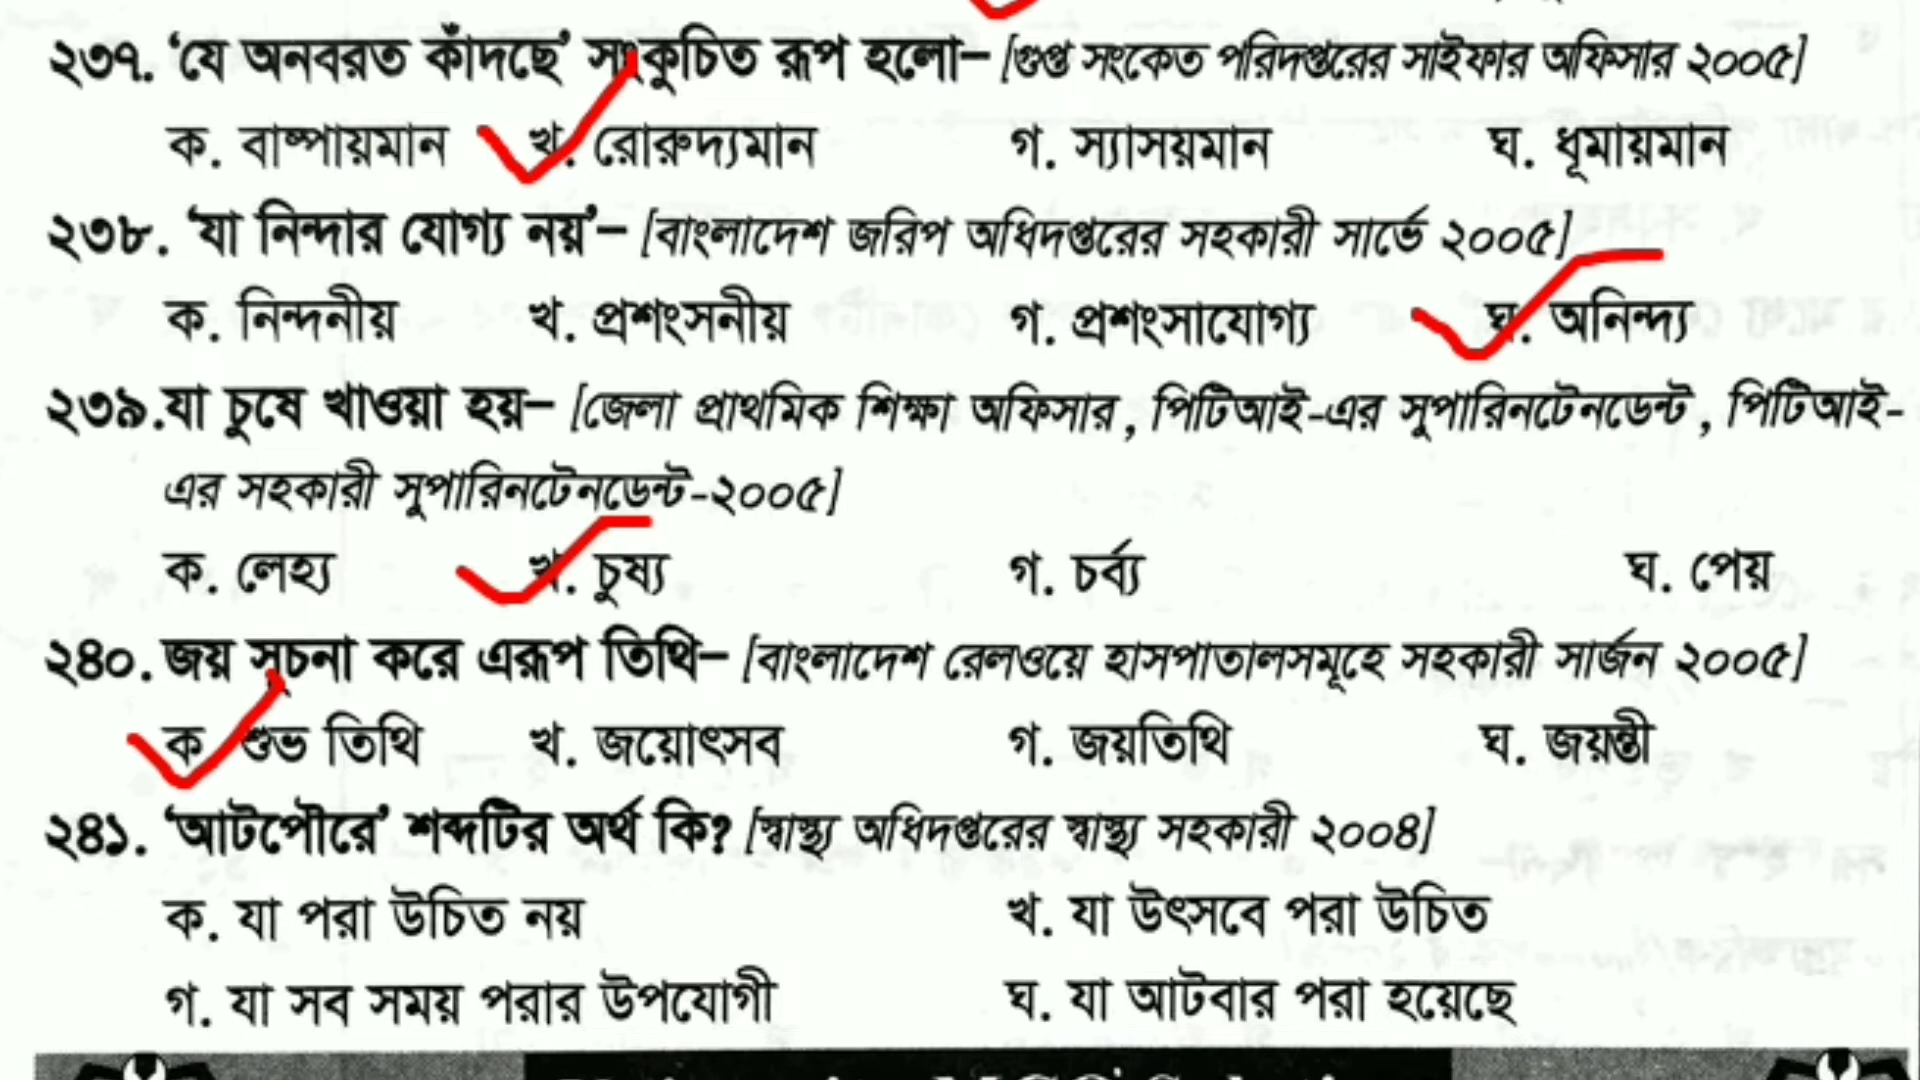 ২৩৭. ‘যে অনবরত কাঁদছে’ সংকুচিত রূপ হলো– [গুপ্ত সংকেত পরিদপ্তরের সাইফার অফিসার ২০০৫]
ক. বাষ্পায়মান খ. রোরুদ্যমান গ. স্যাসয়মান ঘ. ধূমায়মান
২৩৮. ‘যা নিন্দার যোগ্য নয়’– [বাংলাদেশ জরিপ অধিদপ্তরের সহকারী সার্ভে ২০০৫]
ক. নিন্দনীয় খ. প্রশংসনীয় গ. প্রশংসাযোগ্য ঘ. অনিন্দ্য
২৩৯.যা চুষে খাওয়া হয়– [জেলা প্রাথমিক শিক্ষা অফিসার, পিটিআই-এর সুপারিনটেনডেন্ট, পিটিআই-
এর সহকারী সুপারিনটেনডেন্ট-২০০৫]
ক. লেহ্য খ. চুষ্য গ. চর্ব্য ঘ. পেয়
২৪০. জয় সূচনা করে এরূপ তিথি– [বাংলাদেশ রেলওয়ে হাসপাতালসমূহে সহকারী সার্জন ২০০৫]
ক. শুভ তিথি খ. জয়োৎসব গ. জয়তিথি ঘ. জয়ন্তী
২৪১. ‘আটপৌরে’ শব্দটির অর্থ কি? [স্বাস্থ্য অধিদপ্তরের স্বাস্থ্য সহকারী ২০০৪]
ক. যা পরা উচিত নয় খ. যা উৎসবে পরা উচিত
গ. যা সব সময় পরার উপযোগী ঘ. যা আটবার পরা হয়েছে